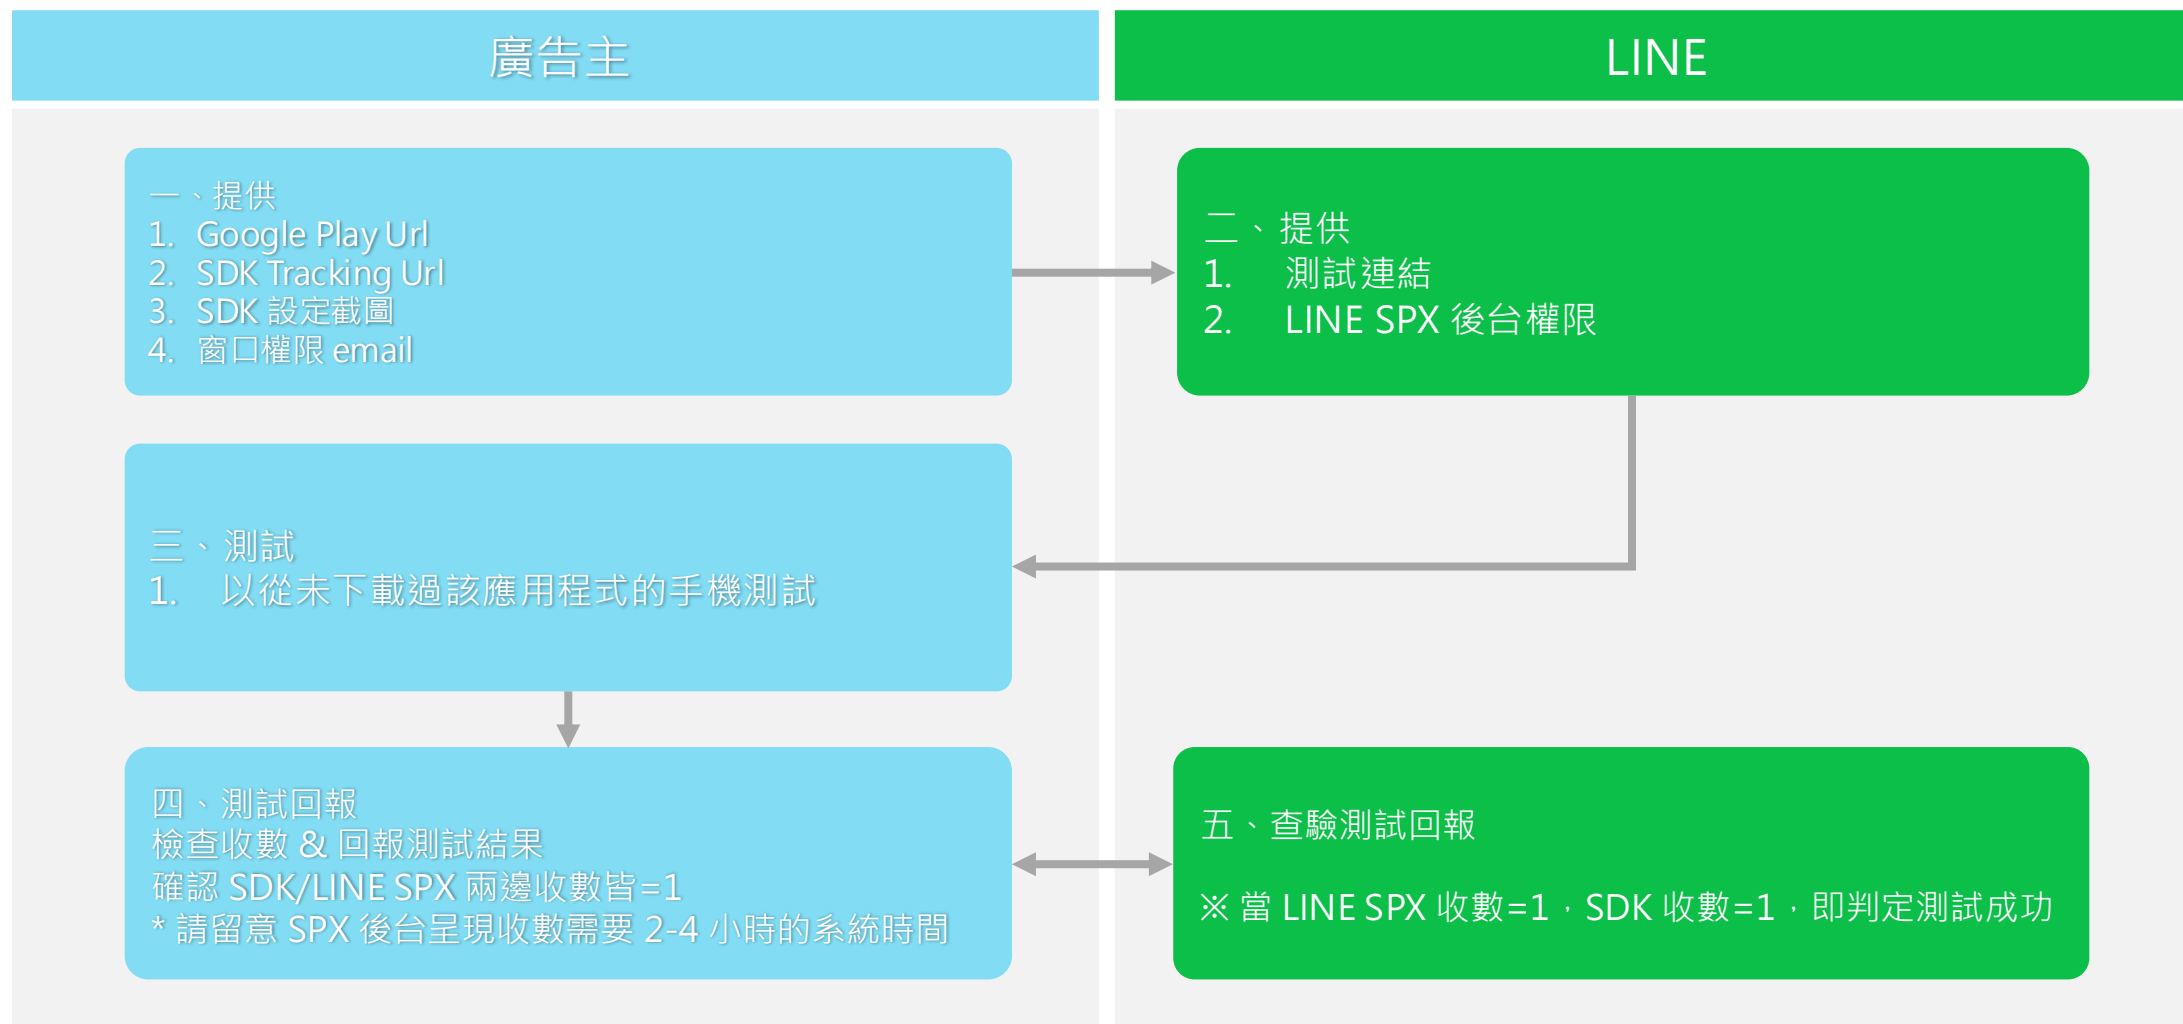 廣告主
LINE
一、提供
1. Google Play Url
2. SDK Tracking Url
3. SDK 設定截圖
4. 窗口權限 email
二、提供
1. 測試連結
2. LINE SPX 後台權限
三、測試
1. 以從未下載過該應用程式的手機測試
四、測試回報
檢查收數 & 回報測試結果
確認 SDK/LINE SPX 兩邊收數皆=1
* 請留意 SPX 後台呈現收數需要 2-4 小時的系統時間
五、查驗測試回報
※ 當 LINE SPX 收數=1，SDK 收數=1，即判定測試成功